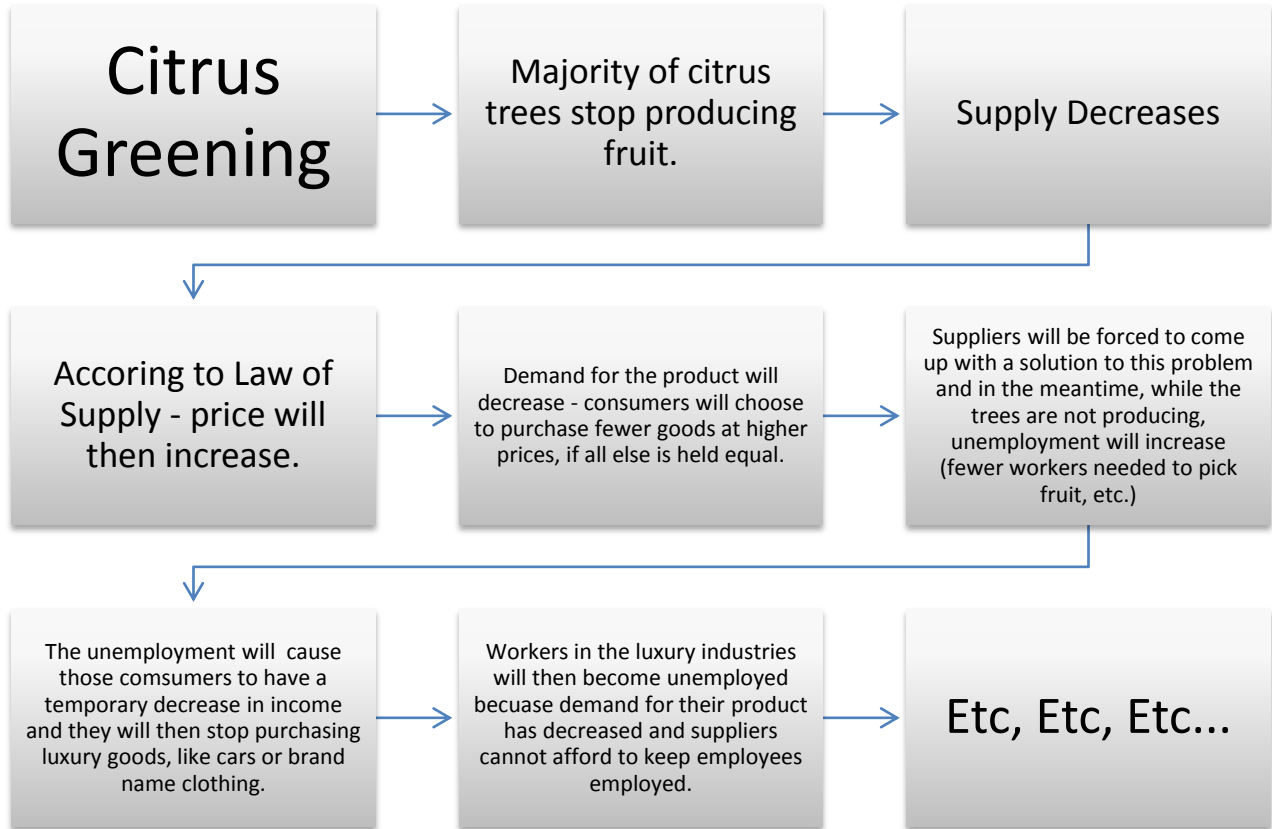 Citrus
Greening
Majority of citrus
trees stop producing
fruit.
Supply Decreases
Accoring to Law of
Supply - price will
then increase.
Demand for the product will
decrease - consumers will choose
to purchase fewer goods at higher
prices, if all else is held equal.
Suppliers will be forced to come
up with a solution to this problem
and in the meantime, while the
trees are not producing,
unemployment will increase
(fewer workers needed to pick
fruit, etc.)
The unemployment will cause
those comsumers to have a
temporary decrease in income
and they will then stop purchasing
luxury goods, like cars or brand
name clothing.
Workers in the luxury industries
will then become unemployed
becuase demand for their product
has decreased and suppliers
cannot afford to keep employees
employed.
Etc, Etc, Etc...